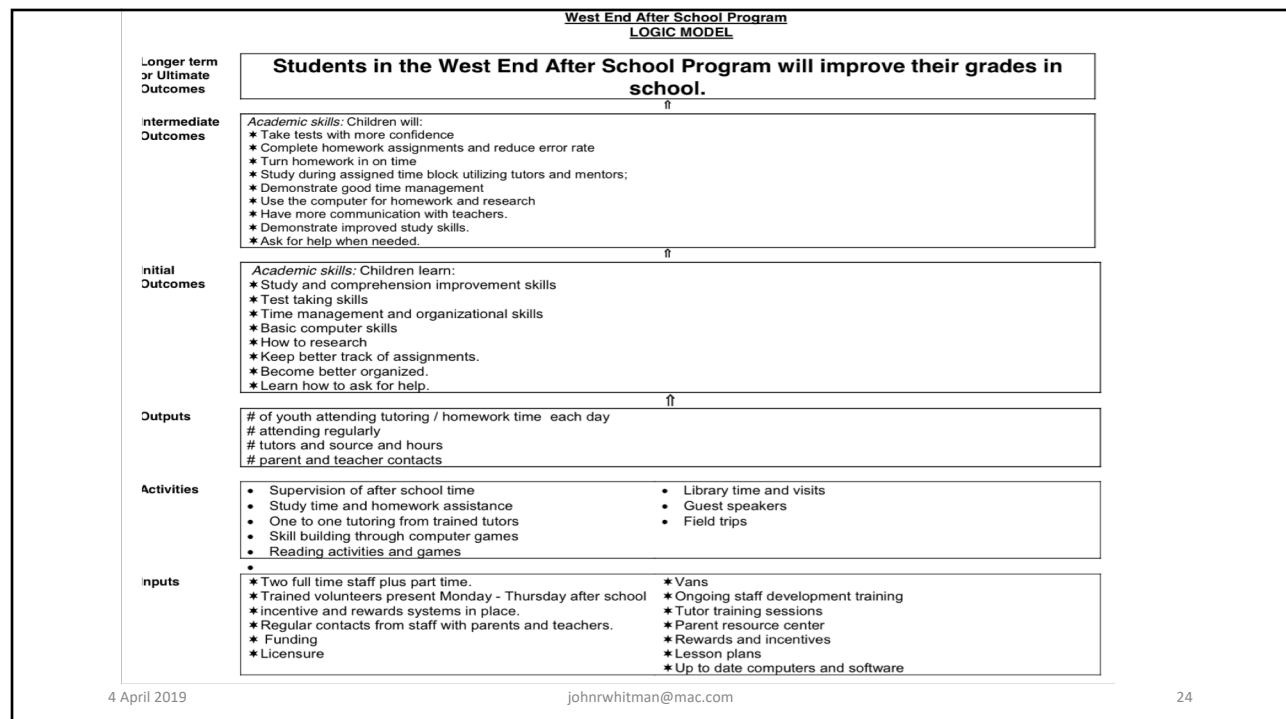 West End After School Program
LOGIC MODEL
Longer term
or Ultimate
Outcomes
Students in the West End After School Program will improve their grades in
school.
⇑
Intermediate
Outcomes
Academic skills: Children will:
✶ Take tests with more confidence
✶ Complete homework assignments and reduce error rate
✶ Turn homework in on time
✶ Study during assigned time block utilizing tutors and mentors;
✶ Demonstrate good time management
✶ Use the computer for homework and research
✶ Have more communication with teachers.
✶ Demonstrate improved study skills.
✶ Ask for help when needed.
⇑
Initial
Outcomes
Academic skills: Children learn:
✶ Study and comprehension improvement skills
✶ Test taking skills
✶ Time management and organizational skills
✶ Basic computer skills
✶ How to research
✶ Keep better track of assignments.
✶ Become better organized.
✶ Learn how to ask for help.
⇑
Outputs
# of youth attending tutoring / homework time each day
# attending regularly
# tutors and source and hours
# parent and teacher contacts
Activities
• Supervision of after school time
• Study time and homework assistance
• One to one tutoring from trained tutors
• Skill building through computer games
• Reading activities and games
•
• Library time and visits
• Guest speakers
• Field trips
Inputs
✶ Two full time staff plus part time.
✶ Trained volunteers present Monday - Thursday after school
✶ incentive and rewards systems in place.
✶ Regular contacts from staff with parents and teachers.
✶ Funding
✶ Licensure
✶ Vans
✶ Ongoing staff development training
✶ Tutor training sessions
✶ Parent resource center
✶ Rewards and incentives
✶ Lesson plans
✶ Up to date computers and software
4 April 2019
johnrwhitman@mac.com
24